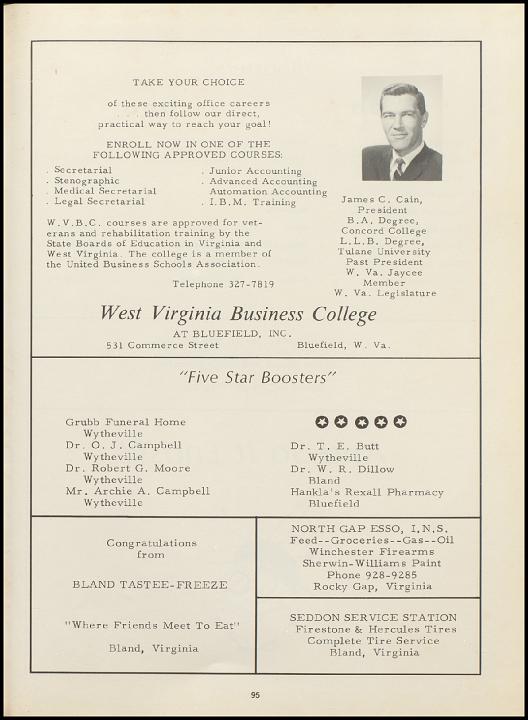 TAKE YOUR CHOICE
of these exciting office careers
. . . then follow our direct,
practical way to reach your goal!
ENROLL NOW IN ONE OF THE
FOLLOWING APPROVED COURSES:
. Secretarial
. Stenographic
. Medical Secretarial
. Legal Secretarial
. Junior Accounting
. Advanced Accounting
Automation Accounting
. I.B.M. Training
W.V.B.C. courses are approved for vet-
erans and rehabilitation training by the
State Boards of Education in Virginia and
West Virginia. The college is a member of
the United Business Schools Association.
Telephone 327-7819
James C. Cain,
President
B.A. Degree,
Concord College
L.L.B. Degree,
Tulane University
Past President
W. Va. Jaycee
Member
W. Va. Legislature
West Virginia Business College
AT BLUEFIELD, INC.
531 Commerce Street Bluefield, W. Va.
"Five Star Boosters"
Grubb Funeral Home
Wytheville
Dr. O. J. Campbell
Wytheville
Dr. Robert G. Moore
Wytheville
Mr. Archie A. Campbell
Wytheville
Dr. T. E. Butt
Wytheville
Dr. W. R. Dillow
Bland
Hankla's Rexall Pharmacy
Bluefield
Congratulations
from
BLAND TASTEE-FREEZE
"Where Friends Meet To Eat"
Bland, Virginia
NORTH GAP ESSO, I.N.S.
Feed--Groceries--Gas--Oil
Winchester Firearms
Sherwin-Williams Paint
Phone 928-9285
Rocky Gap, Virginia
SEDDON SERVICE STATION
Firestone & Hercules Tires
Complete Tire Service
Bland, Virginia
95